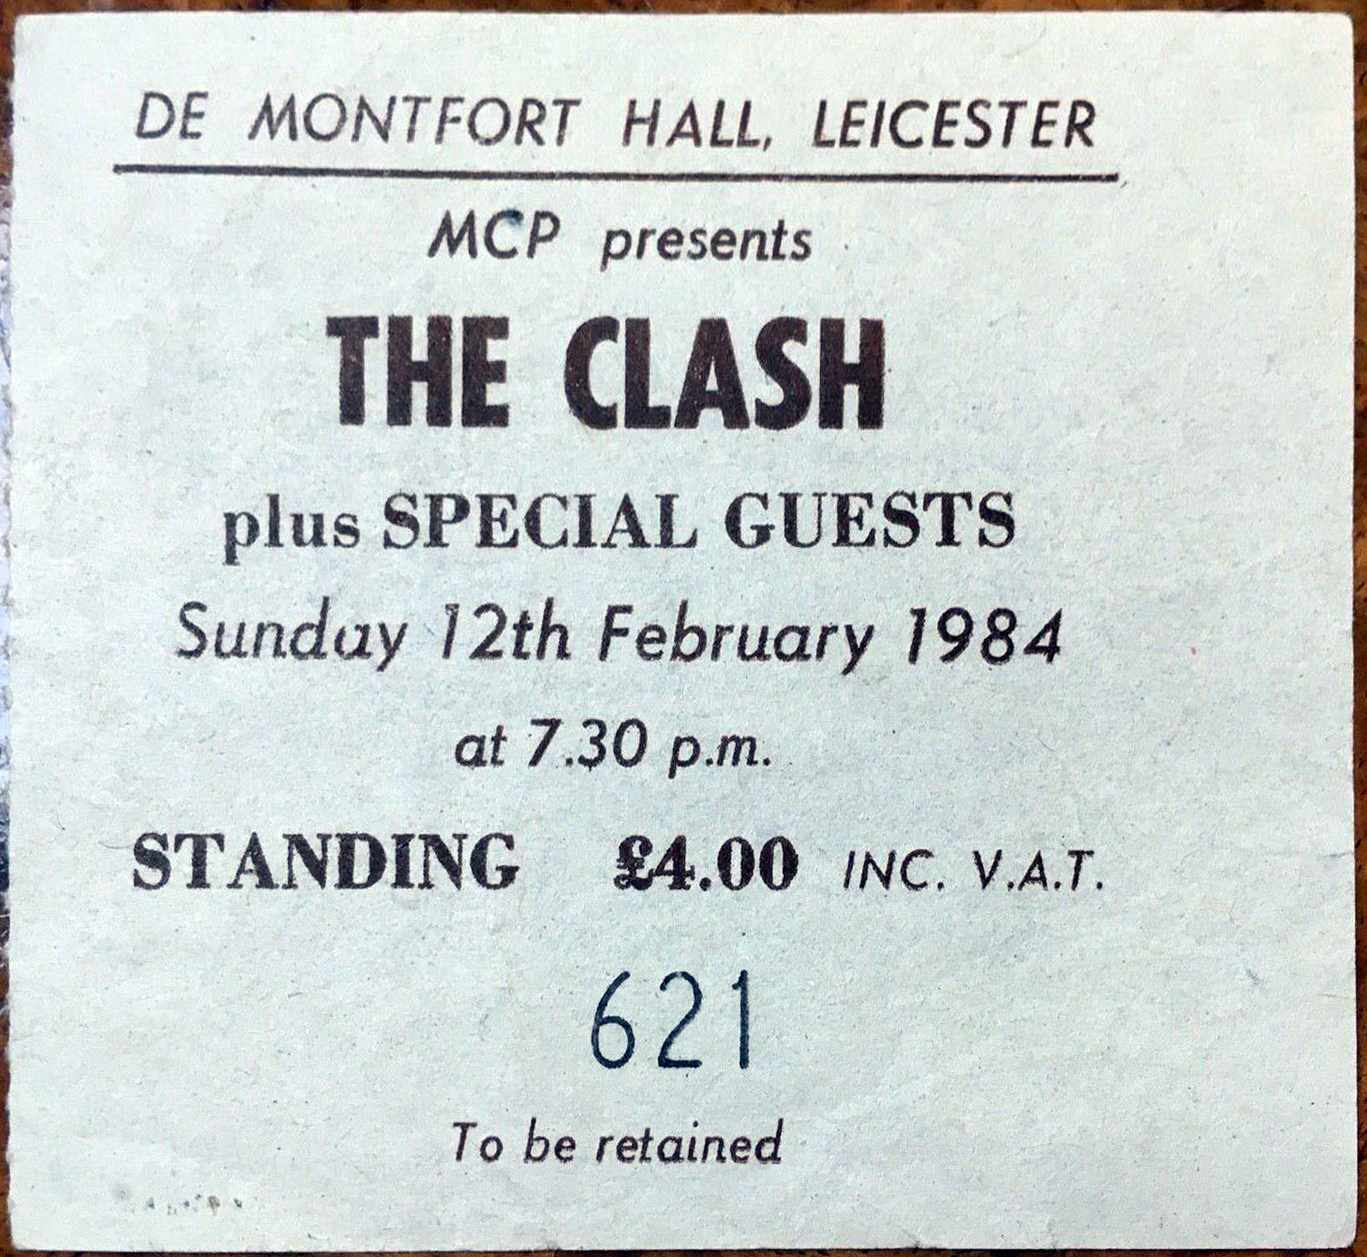 DE MONTFORT HALL, LEICESTER
MCP presents
THE CLASH
plus SPECIAL GUESTS
Sunday 12th February 1984
at 7.30 p.m.
STANDING £4.00 INC. V.A.T.
621
To be retained